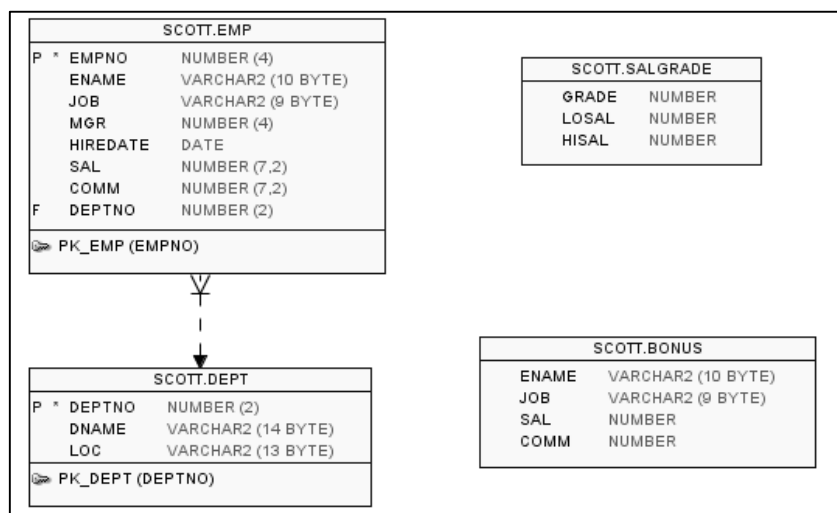 SCOTT.EMP
P * EMPNO NUMBER (4)
ENAME VARCHAR2 (10 BYTE)
JOB VARCHAR2 (9 BYTE)
MGR NUMBER (4)
HIREDATE DATE
SAL NUMBER (7,2)
COMM NUMBER (7,2)
F DEPTNO NUMBER (2)
PK_EMP (EMPNO)
SCOTT.SALGRADE
GRADE NUMBER
LOSAL NUMBER
HISAL NUMBER
SCOTT.DEPT
P * DEPTNO NUMBER (2)
DNAME VARCHAR2 (14 BYTE)
LOC VARCHAR2 (13 BYTE)
PK_DEPT (DEPTNO)
SCOTT.BONUS
ENAME VARCHAR2 (10 BYTE)
JOB VARCHAR2 (9 BYTE)
SAL NUMBER
COMM NUMBER